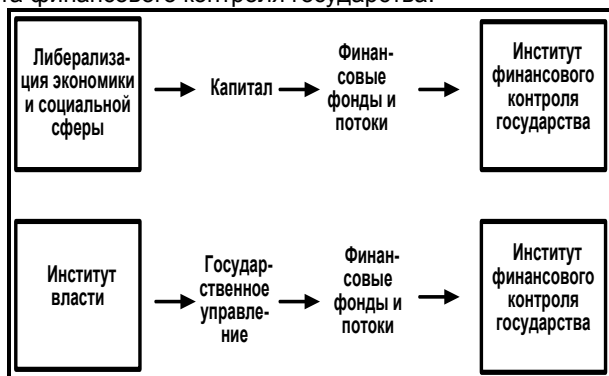 та финансового контроля государства.
Либерализа-
ция экономики
и социальной
сферы
Капитал
Финан-
совые
фонды и
потоки
Институт
финансового
контроля
государства
Институт
власти
Государ-
ственное
управле-
ние
Финан-
совые
фонды и
потоки
Институт
финансового
контроля
государства